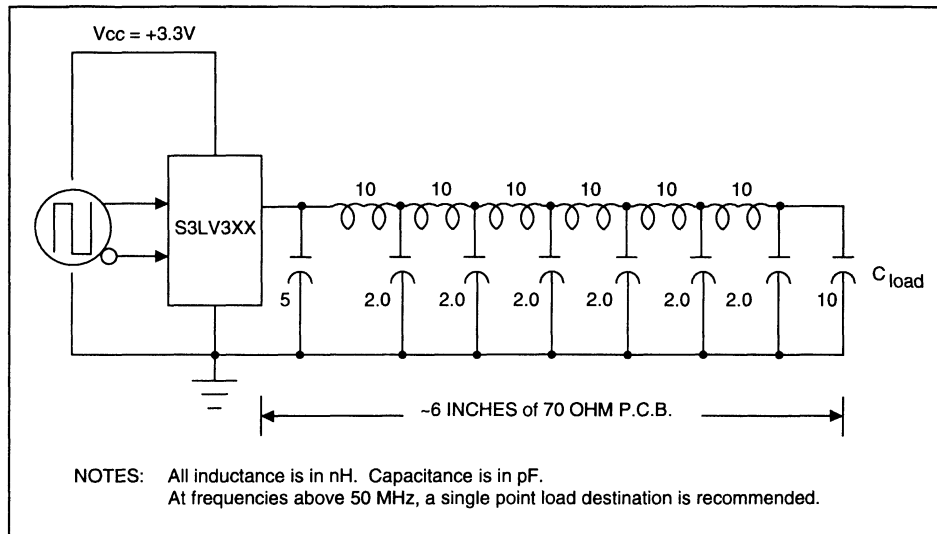 Vcc = +3.3V
S3LV3XX
10 10 10 10 10 10
5 2.0 2.0 2.0 2.0 2.0 2.0 10
C load
~6 INCHES of 70 OHM P.C.B.
NOTES: All inductance is in nH. Capacitance is in pF.
At frequencies above 50 MHz, a single point load destination is recommended.